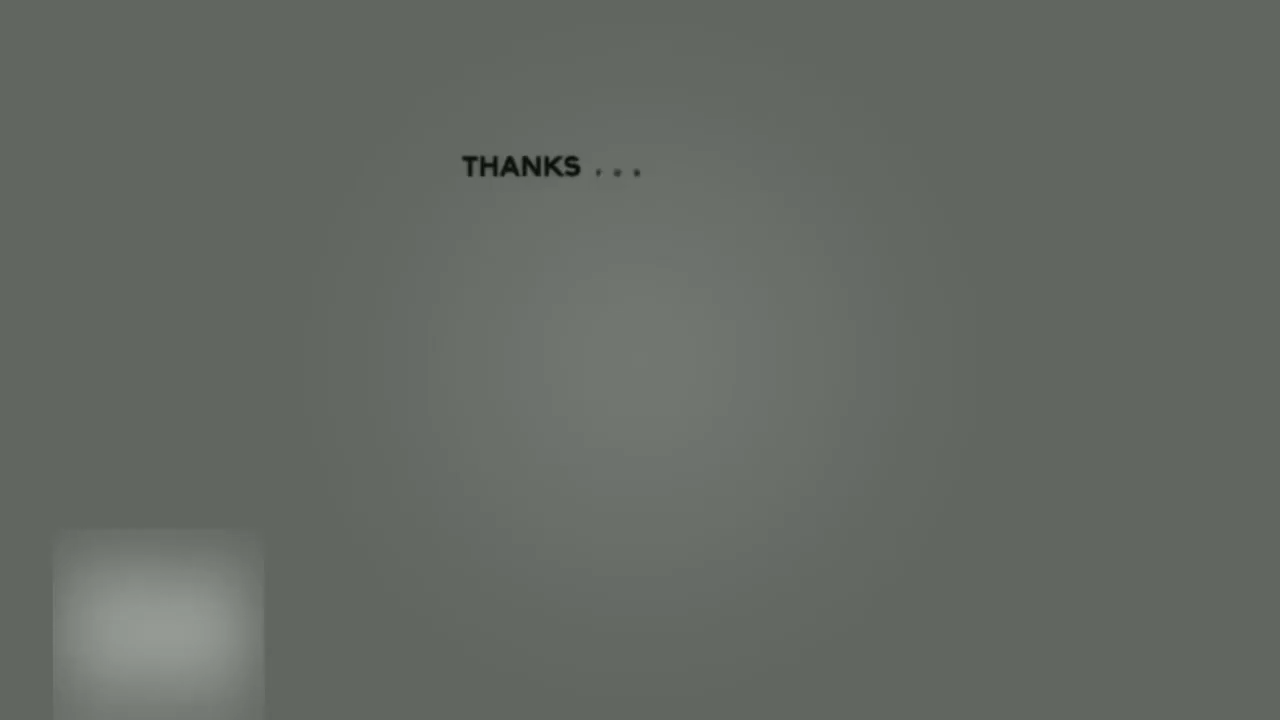 THANKS . . .